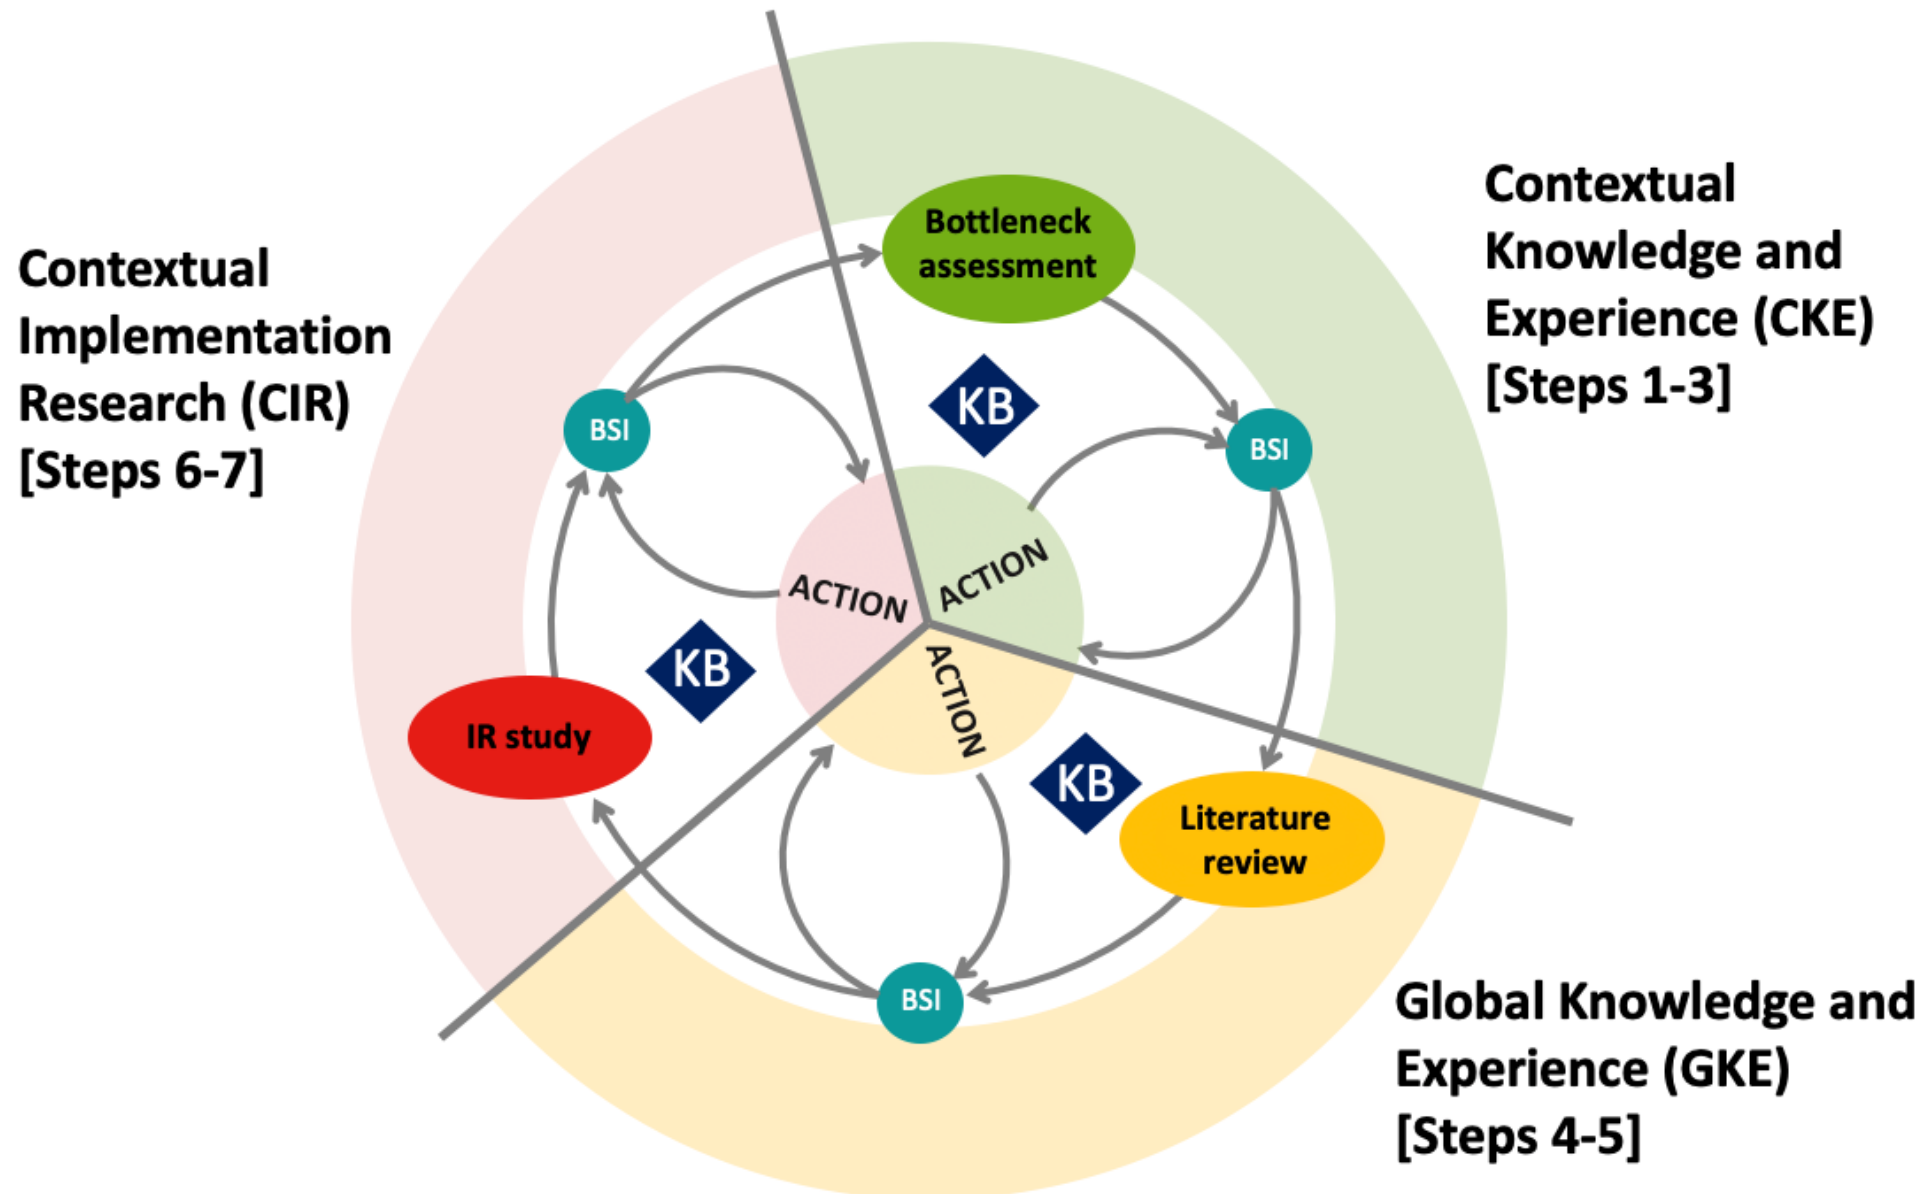 Contextual
Knowledge and
Experience (CKE)
[Steps 1-3]
Contextual
Implementation
Research (CIR)
[Steps 6-7]
Bottleneck
assessment
KB
BSI
BSI
ACTION
ACTION
ACTION
KB
IR study
KB
Literature
review
BSI
Global Knowledge and
Experience (GKE)
[Steps 4-5]